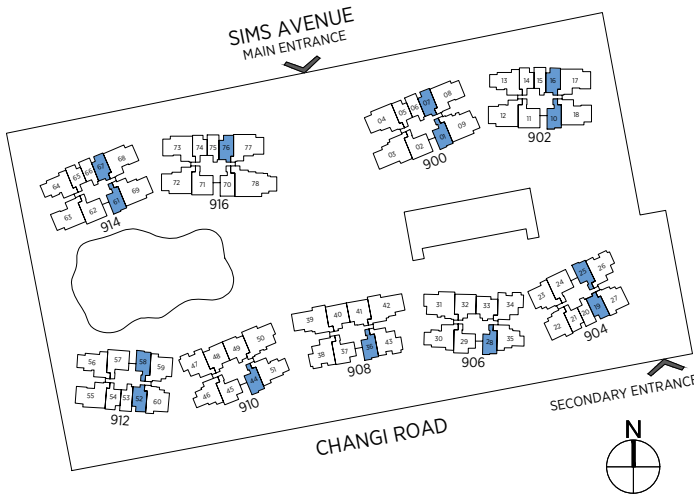 SIMS AVENUE
MAIN ENTRANCE
13 14 15 16 17
12 11 10 18
902
04 05 06 07 08
03 02 01 09
900
73 74 75 76 77
72 71 70 78
916
64 65 66 67 68
63 62 61 69
914
25 26
23 24
22 21 20 19 27
904
39 40 41 42
38 37 36 43
908
31 32 33 34
30 29 28 35
906
47 48 49 50
46 45 44 51
910
56 57 58 59
55 54 53 52 60
912
SECONDARY ENTRANCE
CHANGI ROAD
N